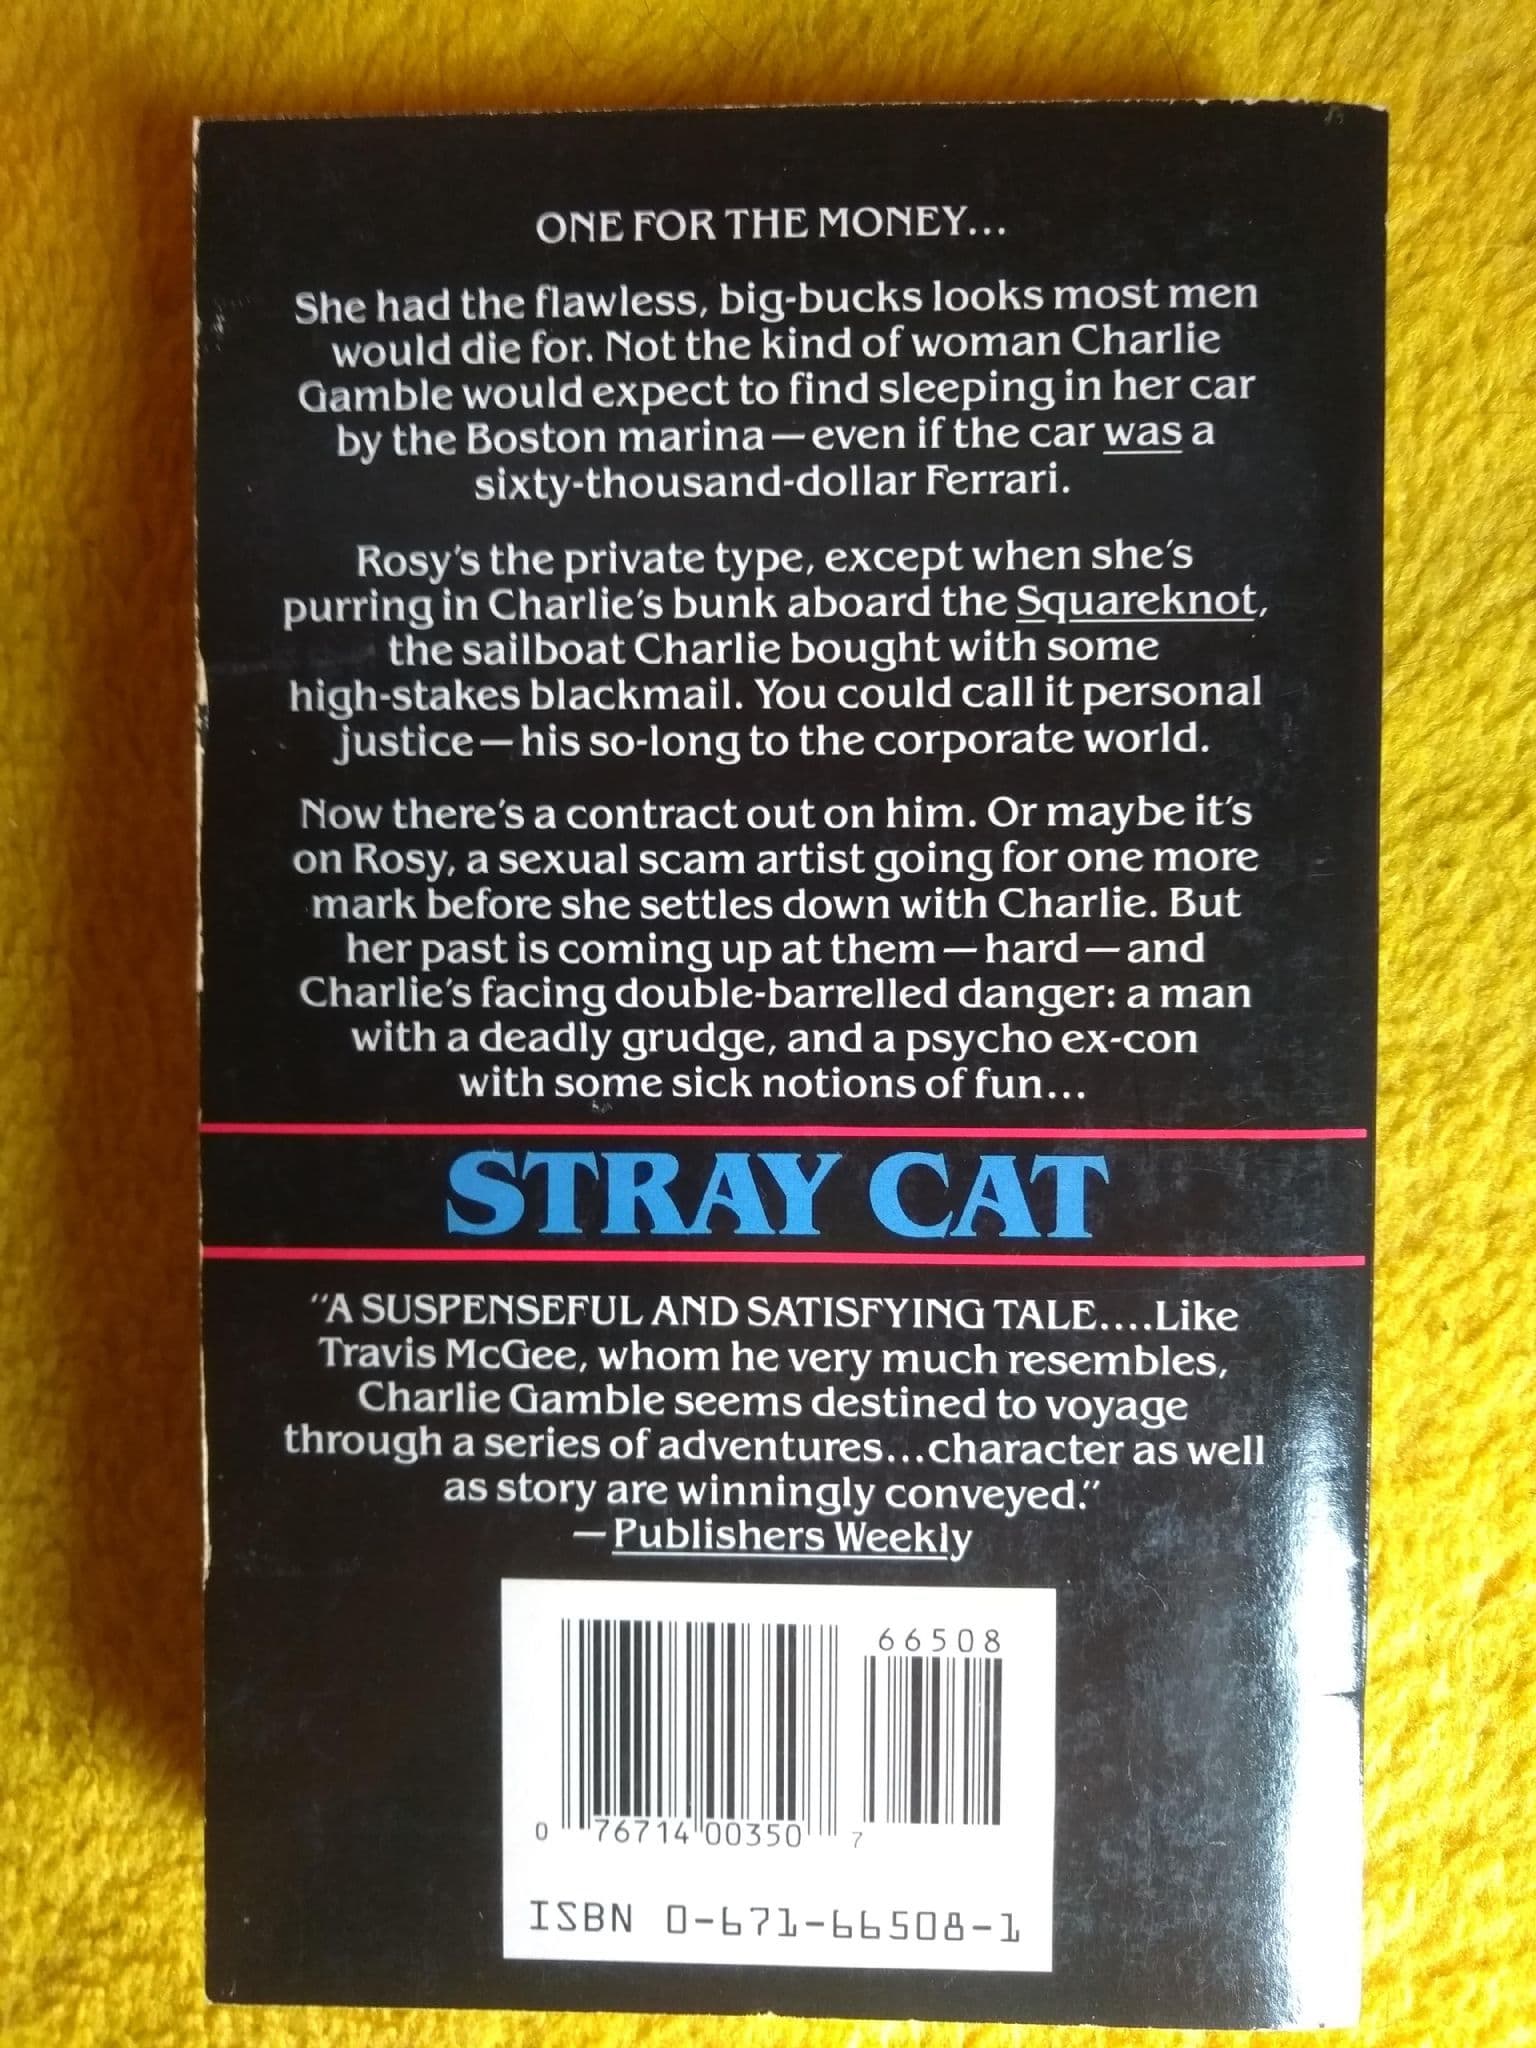 ONE FOR THE MONEY...
She had the flawless, big-bucks looks most men
would die for. Not the kind of woman Charlie
Gamble would expect to find sleeping in her car
by the Boston marina—even if the car was a
sixty-thousand-dollar Ferrari.
Rosy's the private type, except when she's
purring in Charlie's bunk aboard the Squareknot,
the sailboat Charlie bought with some
high-stakes blackmail. You could call it personal
justice—his so-long to the corporate world.
Now there's a contract out on him. Or maybe it's
on Rosy, a sexual scam artist going for one more
mark before she settles down with Charlie. But
her past is coming up at them—hard—and
Charlie's facing double-barrelled danger: a man
with a deadly grudge, and a psycho ex-con
with some sick notions of fun...
STRAY CAT
"A SUSPENSEFUL AND SATISFYING TALE....Like
Travis McGee, whom he very much resembles,
Charlie Gamble seems destined to voyage
through a series of adventures...character as well
as story are winningly conveyed."
—Publishers Weekly
66508
0 76714 00350 7
ISBN 0-671-66508-1